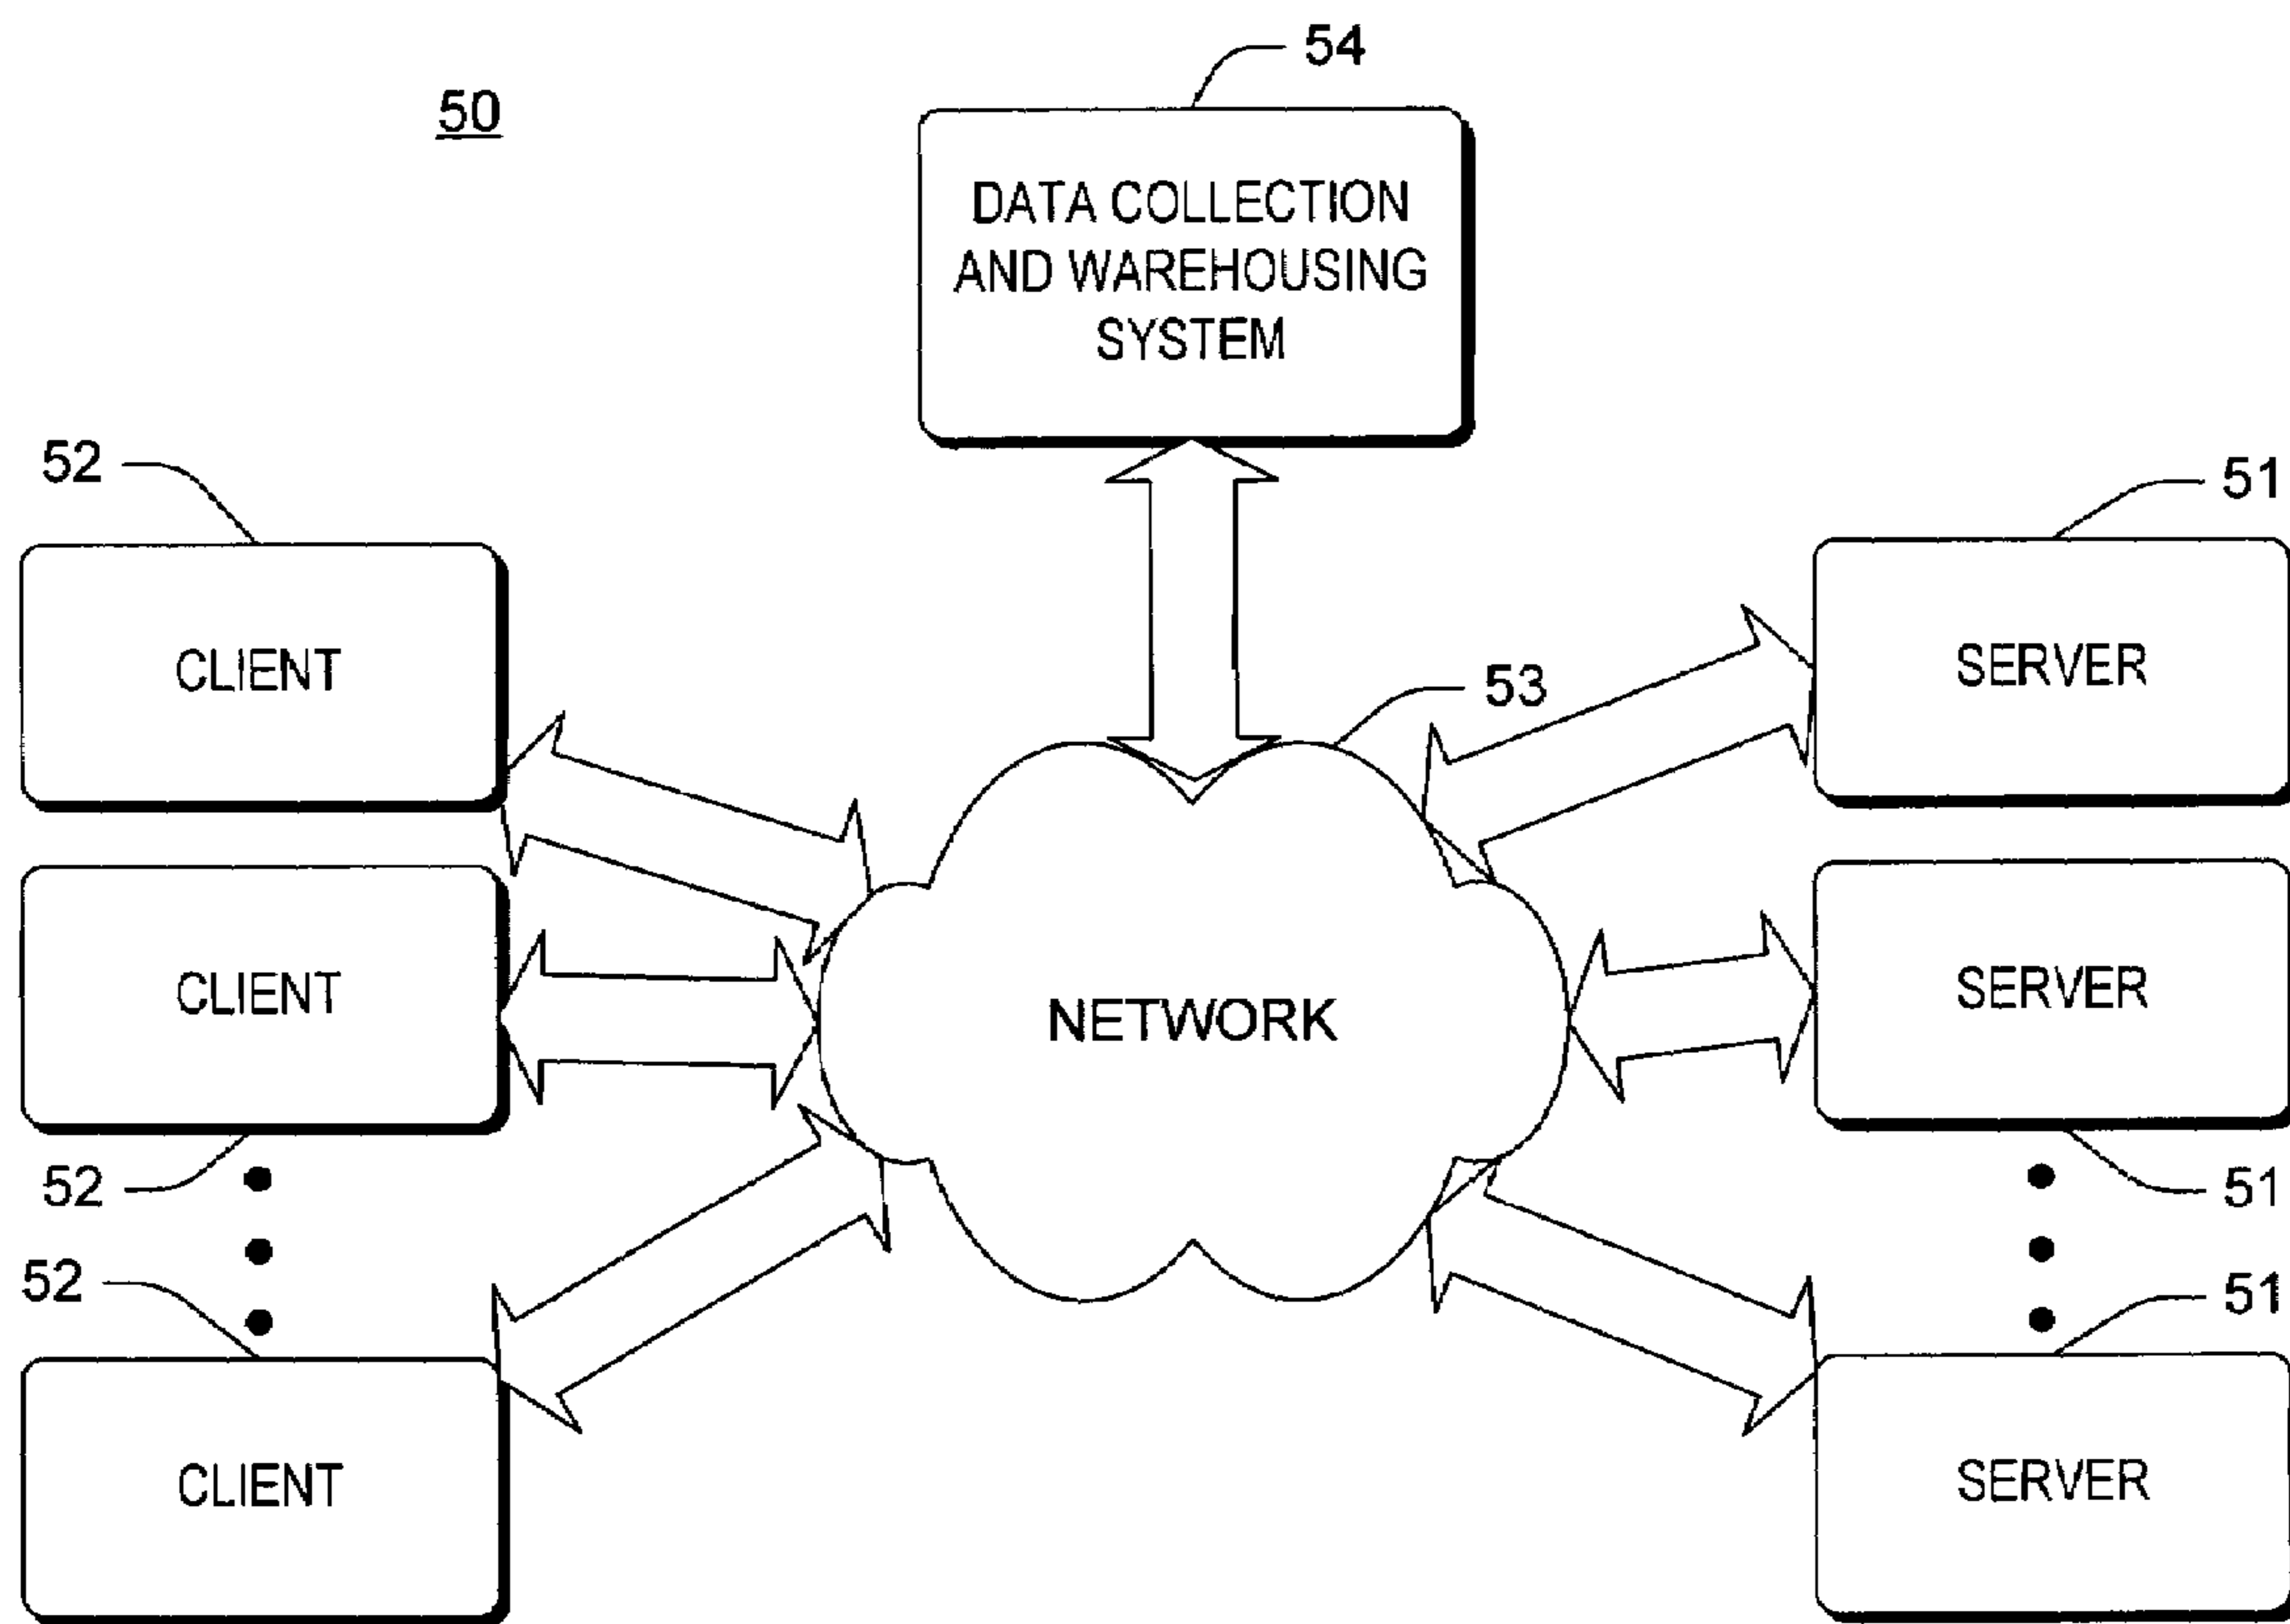 54
50
DATA COLLECTION
AND WAREHOUSING
SYSTEM
52
51
CLIENT
SERVER
53
CLIENT
NETWORK
SERVER
52
51
52
51
CLIENT
SERVER